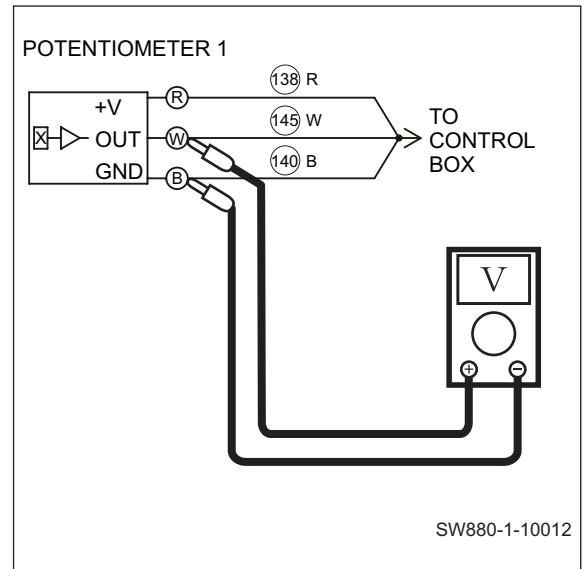 POTENTIOMETER 1
138 R
+V
R
145 W
TO
X
OUT
W
CONTROL
140 B
BOX
GND
B
V
+
−
SW880-1-10012